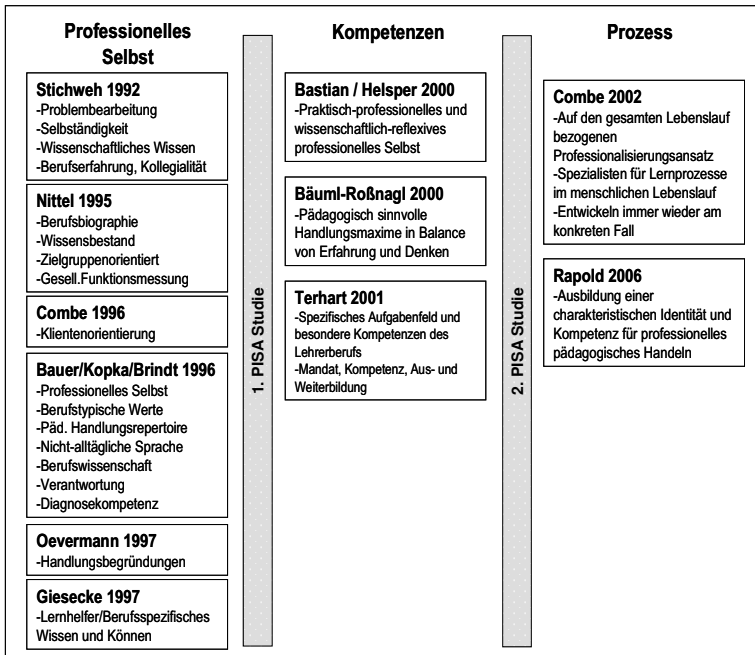 Professionelles
Selbst
Stichweh 1992
-Problembearbeitung
-Selbständigkeit
-Wissenschaftliches Wissen
-Berufserfahrung, Kollegialität
Nittel 1995
-Berufsbiographie
-Wissensbestand
-Zielgruppenorientiert
-Gesell.Funktionsmessung
Combe 1996
-Klientenorientierung
Bauer/Kopka/Brindt 1996
-Professionelles Selbst
-Berufstypische Werte
-Päd. Handlungsrepertoire
-Nicht-alltägliche Sprache
-Berufswissenschaft
-Verantwortung
-Diagnosekompetenz
Oevermann 1997
-Handlungsbegründungen
Giesecke 1997
-Lernhelfer/Berufsspezifisches
Wissen und Können
1. PISA Studie
Kompetenzen
Bastian / Helsper 2000
-Praktisch-professionelles und
wissenschaftlich-reflexives
professionelles Selbst
Bäuml-Roßnagl 2000
-Pädagogisch sinnvolle
Handlungsmaxime in Balance
von Erfahrung und Denken
Terhart 2001
-Spezifisches Aufgabenfeld und
besondere Kompetenzen des
Lehrerberufs
-Mandat, Kompetenz, Aus- und
Weiterbildung
2. PISA Studie
Prozess
Combe 2002
-Auf den gesamten Lebenslauf
bezogenen
Professionalisierungsansatz
-Spezialisten für Lernprozesse
im menschlichen Lebenslauf
-Entwickeln immer wieder am
konkreten Fall
Rapold 2006
-Ausbildung einer
charakteristischen Identität und
Kompetenz für professionelles
pädagogisches Handeln